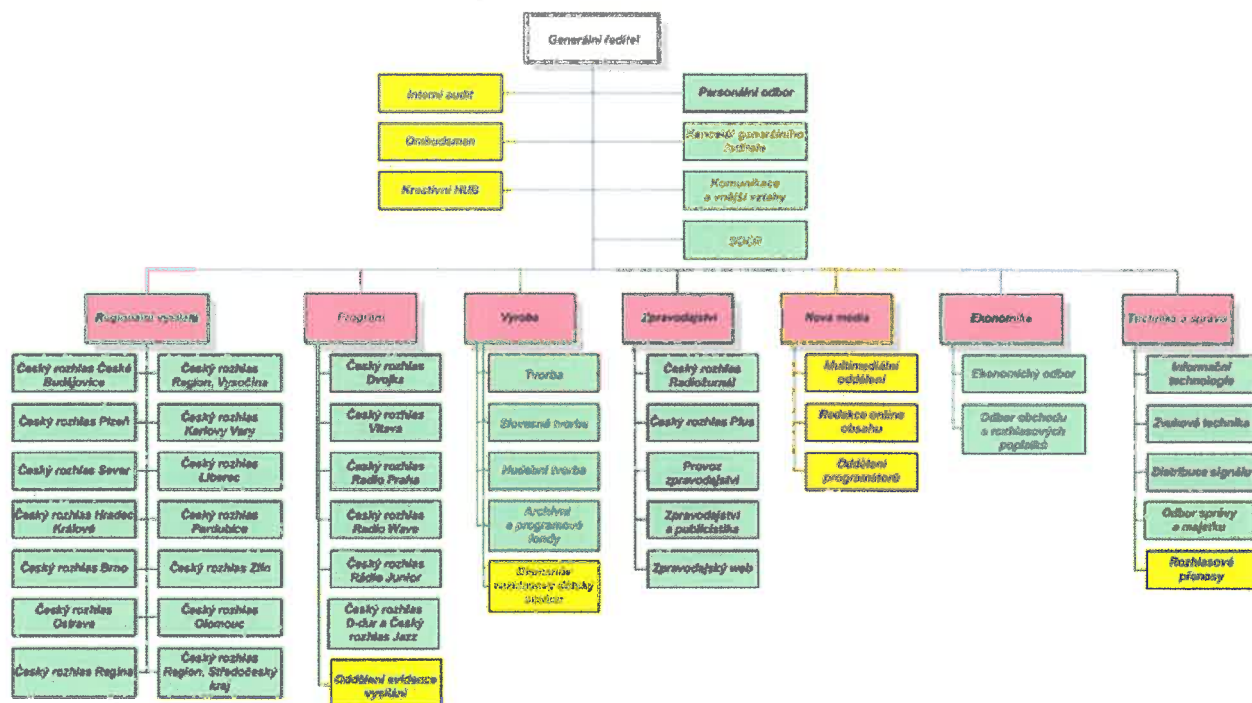 Generální ředitel
Interní audit
Personální odbor
Ombudsman
Kancelář generálního
ředitele
Kreativní HUB
Komunikace
a vnější vztahy
SOČR
Regionální vysílání
Program
Výroba
Zpravodajství
Nová média
Ekonomika
Technika a správa
Český rozhlas České
Budějovice
Český rozhlas Plzeň
Český rozhlas Sever
Český rozhlas Hradec
Králové
Český rozhlas Brno
Český rozhlas
Ostrava
Český rozhlas Regina
Český rozhlas
Region, Vysočina
Český rozhlas
Karlovy Vary
Český rozhlas
Liberec
Český rozhlas
Pardubice
Český rozhlas Zlín
Český rozhlas
Olomouc
Český rozhlas
Region, Středočeský
kraj
Český rozhlas
Dvojka
Český rozhlas
Vltava
Český rozhlas
Radio Praha
Český rozhlas
Radio Wave
Český rozhlas
Rádio Junior
Český rozhlas
D-dur a Český
rozhlas Jazz
Oddělení evidence
vysílání
Tvorba
Slovesná tvorba
Hudební tvorba
Archivní
a programové
fondy
rozhlasový dětský
Český rozhlas
Radiožurnál
Český rozhlas Plus
Provoz
zpravodajství
Zpravodajství
a publicistika
Zpravodajský web
Multimediální
oddělení
Redakce online
obsahu
Oddělení
programátorů
Ekonomický odbor
Odbor obchodu
a rozhlasových
poplatků
Informační
technologie
Zvuková technika
Distribuce signálu
Odbor správy
a majetku
Rozhlasové
přenosy